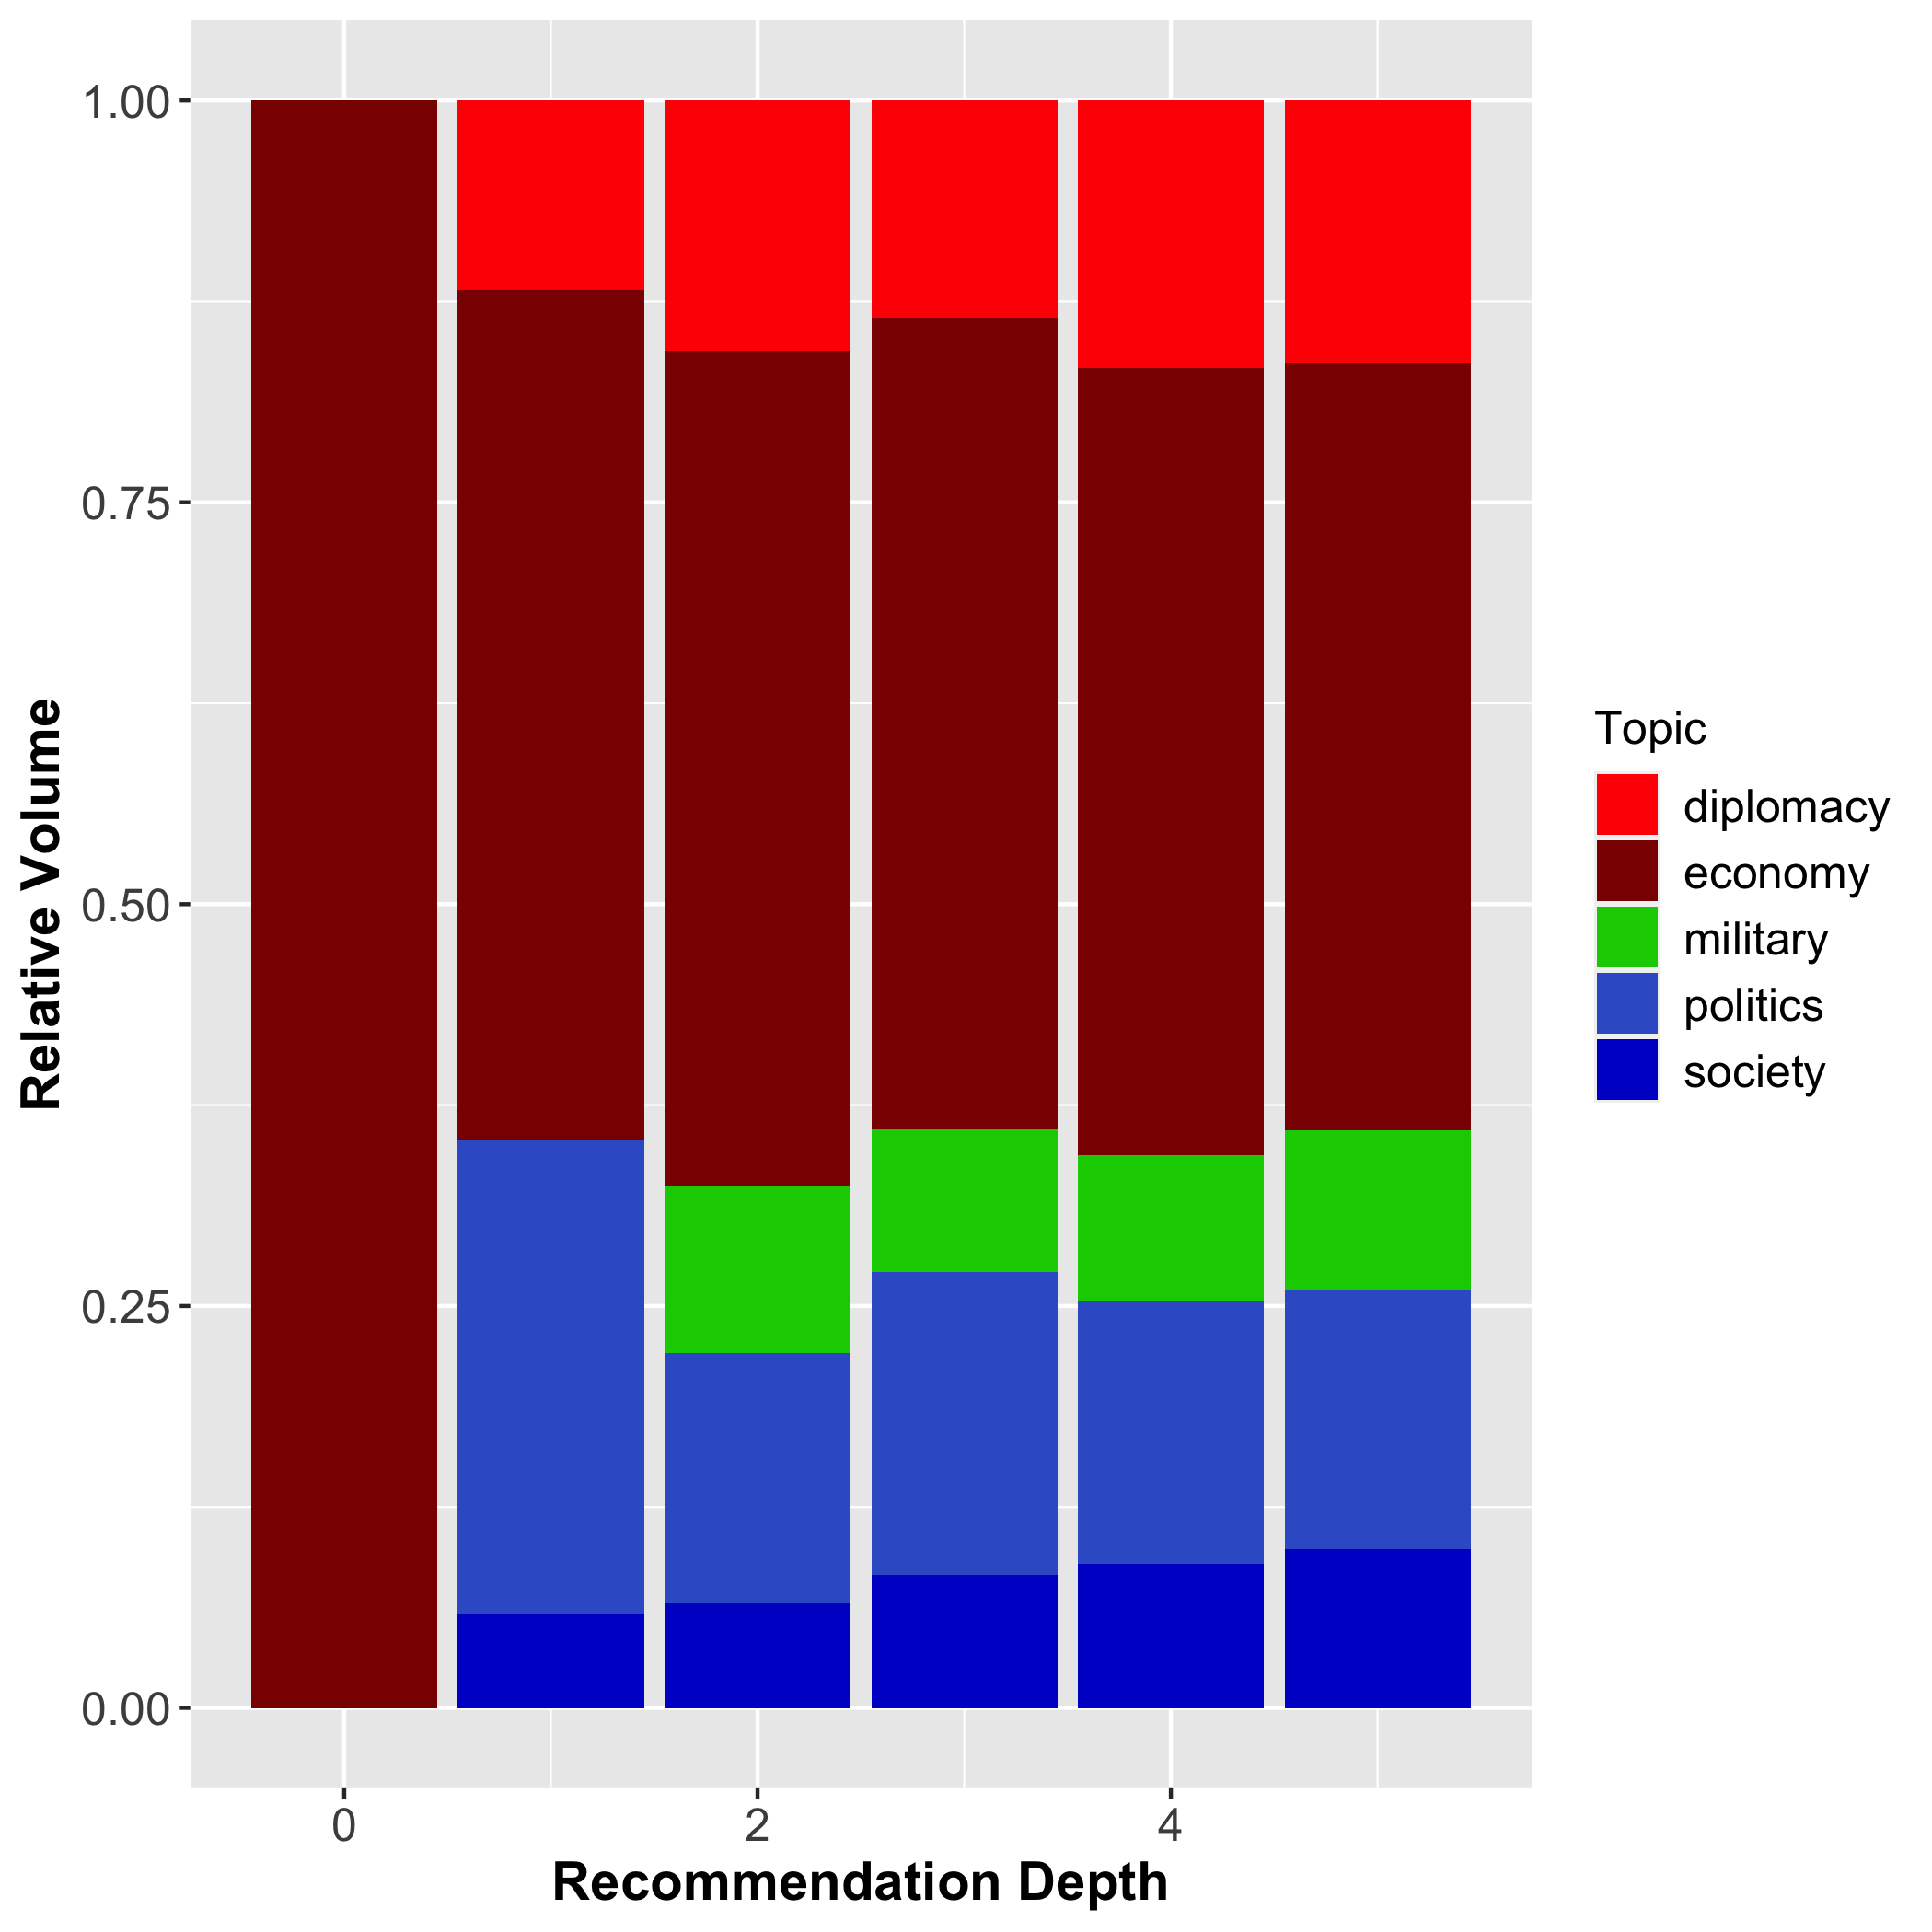 Relative Volume
1.00
0.75
0.50
0.25
0.00
0
2
4
Recommendation Depth
Topic
diplomacy
economy
military
politics
society